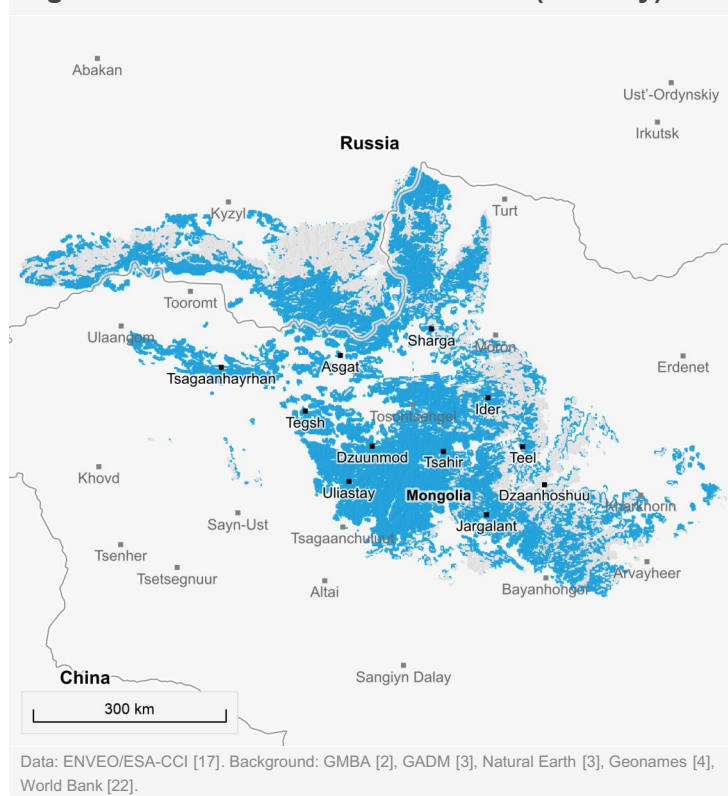 Abakan
Ust'-Ordynskiy
Irkutsk
Russia
Kyzyl
Turt
Tooromt
Ulaangom
Sharga
Moron
Asgat
Erdenet
Tsagaanhayrhan
Ider
Tosontsengel
Tegsh
Dzuunmod
Tsahir
Teel
Khovd
Uliastay
Mongolia
Dzaanhoshuu
Kharkhorin
Sayn-Ust
Tsagaanchuluut
Jargalant
Tsenher
Tsetsegnuur
Altai
Bayanhongor
Arvayheer
China
Sangiyn Dalay
300 km
Data: ENVEO/ESA-CCI [17]. Background: GMBA [2], GADM [3], Natural Earth [3], Geonames [4],
World Bank [22].